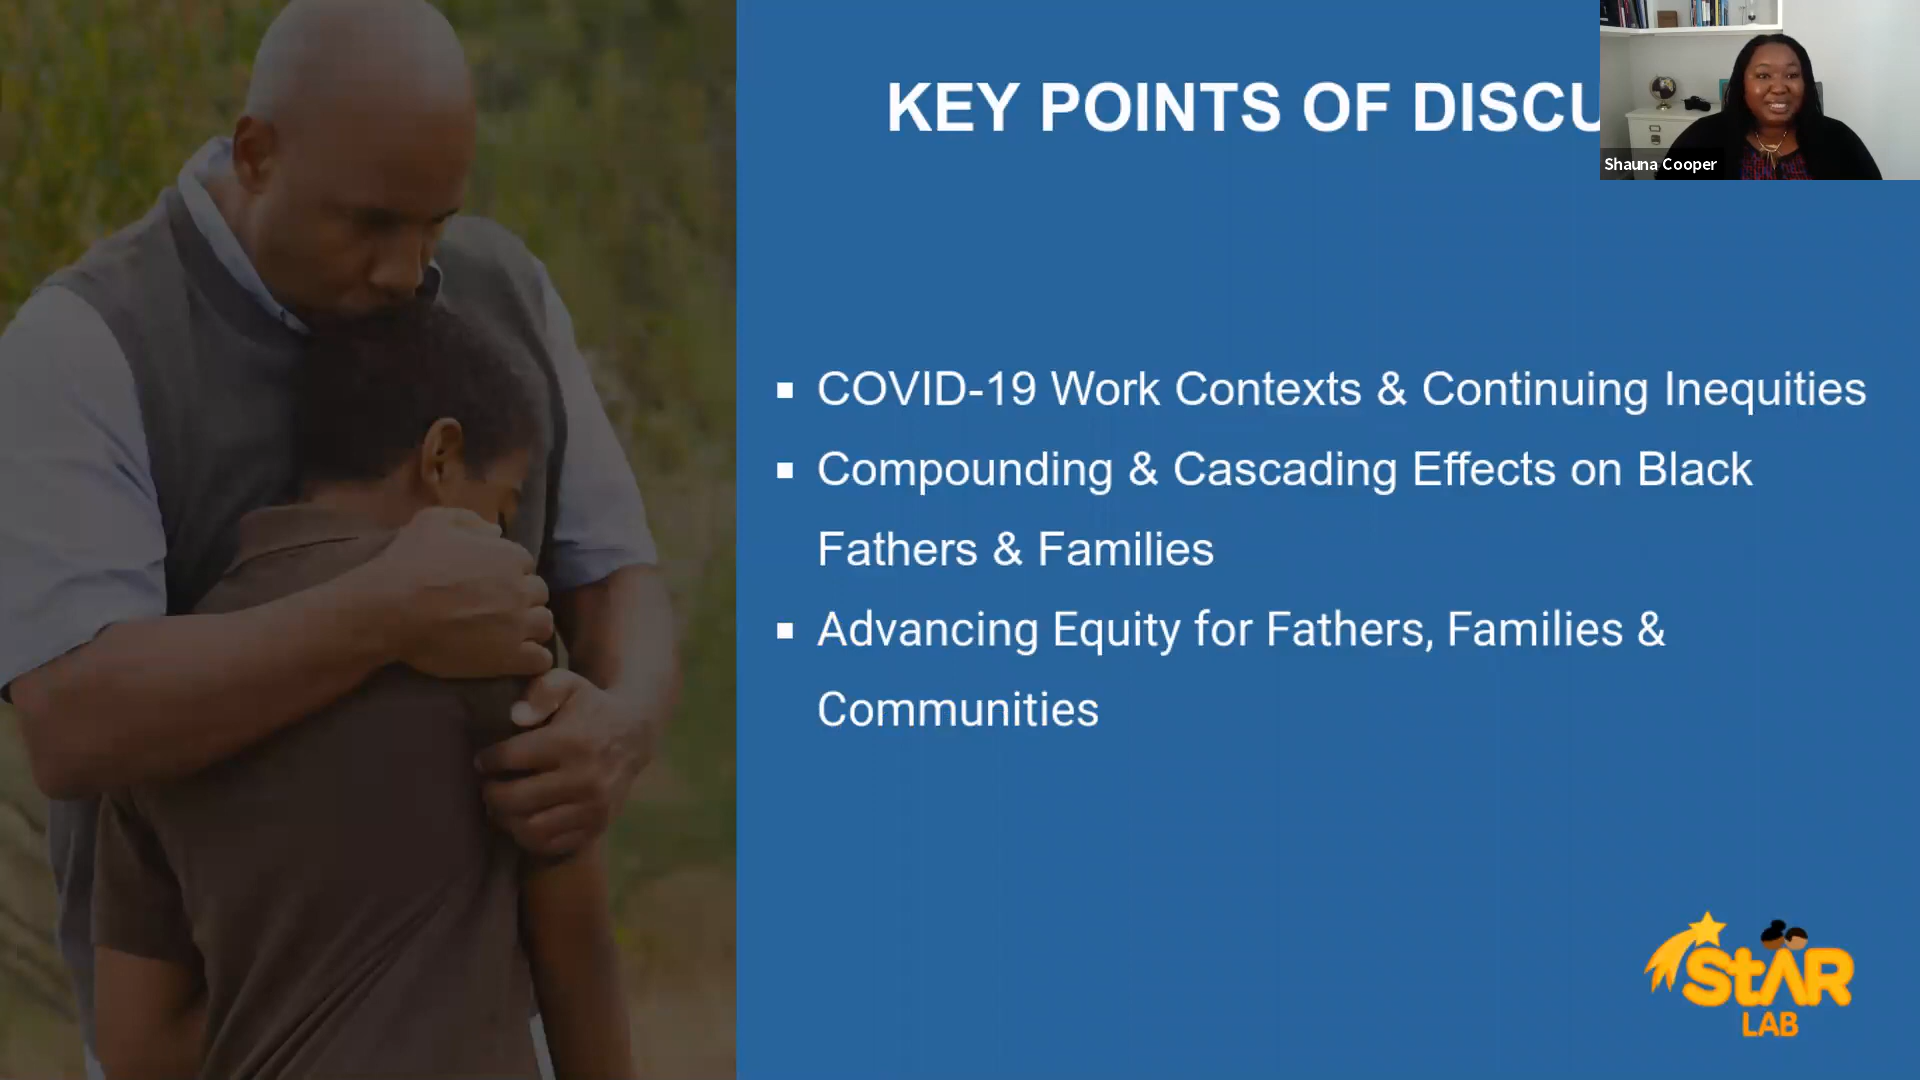 KEY POINTS OF DISCU
Shauna Cooper
▪ COVID-19 Work Contexts & Continuing Inequities
▪ Compounding & Cascading Effects on Black
Fathers & Families
▪ Advancing Equity for Fathers, Families &
Communities
StAR
LAB